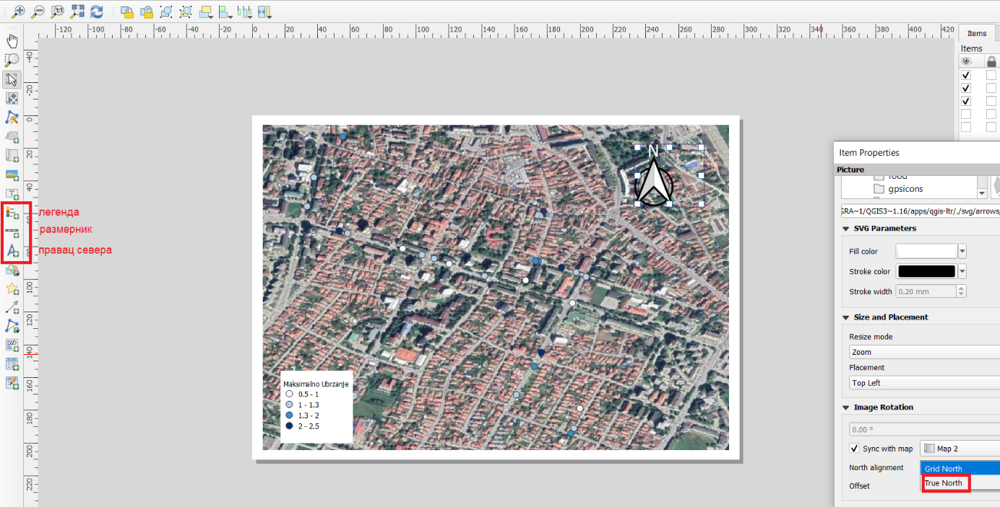 1:1
-120 -100 -80 -60 -40 -20 0 20 40 60 80 100 120 140 160 180 200 220 240 260 280 300 320 340 360 380 400 420
Items
Items
-40
-20
0
20
40
60
80
100
120
140
160
180
200
220
легенда
размерник
правац севера
N
Maksimalno Ubrzanje
0.5 - 1
1 - 1.3
1.3 - 2
2 - 2.5
Item Properties
Picture
food
gpsicons
GRA~1/QGIS3~1.16/apps/qgis-ltr/./svg/arrows/
SVG Parameters
Fill color
Stroke color
Stroke width 0.20 mm
Size and Placement
Resize mode
Zoom
Placement
Top Left
Image Rotation
0.00 °
Sync with map Map 2
North alignment Grid North
True North
Offset